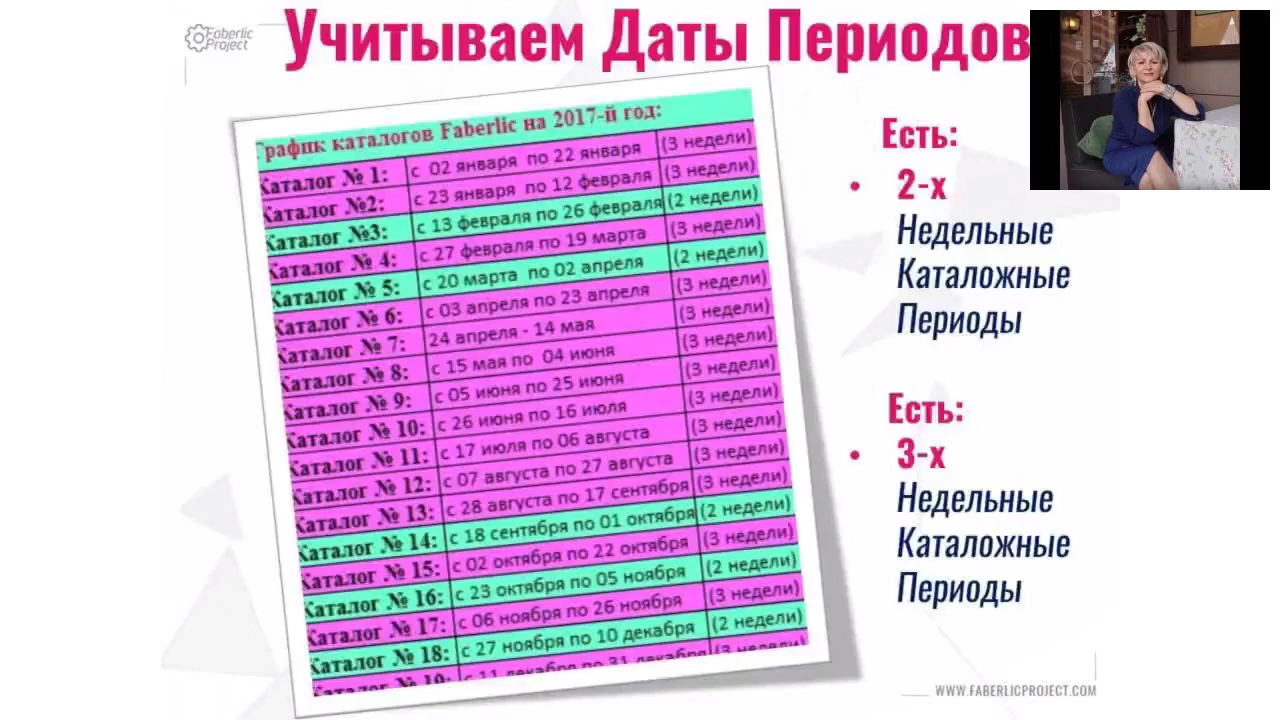 Faberlic
Project
Учитываем Даты Периодов
График каталогов Faberlic на 2017-й год:
Каталог № 1: с 02 января по 22 января (3 недели)
Каталог №2: с 23 января по 12 февраля (3 недели)
Каталог №3: с 13 февраля по 26 февраля (2 недели)
Каталог № 4: с 27 февраля по 19 марта (3 недели)
Каталог № 5: с 20 марта по 02 апреля (2 недели)
Каталог № 6: с 03 апреля по 23 апреля (3 недели)
Каталог № 7: 24 апреля - 14 мая (3 недели)
Каталог № 8: с 15 мая по 04 июня (3 недели)
Каталог № 9: с 05 июня по 25 июня (3 недели)
Каталог № 10: с 26 июня по 16 июля (3 недели)
Каталог № 11: с 17 июля по 06 августа (3 недели)
Каталог № 12: с 07 августа по 27 августа (3 недели)
Каталог № 13: с 28 августа по 17 сентября (3 недели)
Каталог № 14: с 18 сентября по 01 октября (2 недели)
Каталог № 15: с 02 октября по 22 октября (3 недели)
Каталог № 16: с 23 октября по 05 ноября (2 недели)
Каталог № 17: с 06 ноября по 26 ноября (3 недели)
Каталог № 18: с 27 ноября по 10 декабря (2 недели)
Каталог № 19: с 11 декабря по 31 декабря (3 недели)
Есть:
• 2-х
Недельные
Каталожные
Периоды
Есть:
• 3-х
Недельные
Каталожные
Периоды
WWW.FABERLICPROJECT.COM